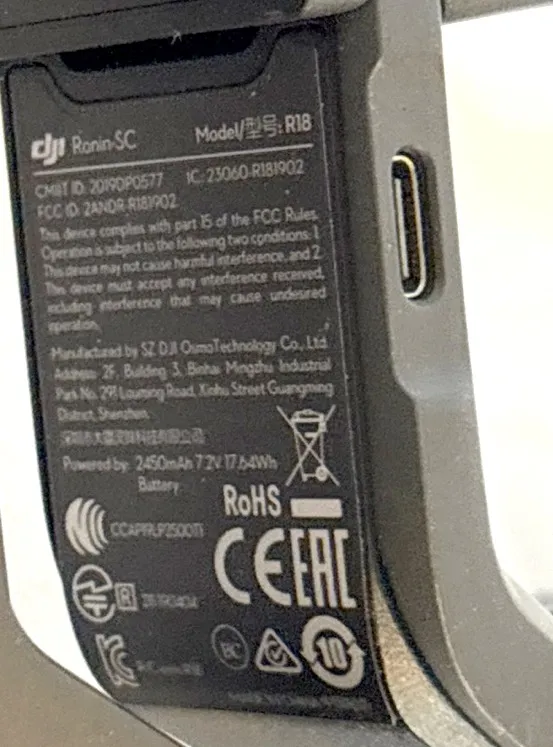 dji Ronin-SC Model/型号: R18
CMIIT ID: 2019DP0577 IC: 23060-R181902
FCC ID: 2ANDR-R181902
This device complies with part 15 of the FCC Rules.
Operation is subject to the following two conditions: 1
This device may not cause harmful interference, and 2
This device must accept any interference received,
including interference that may cause undesired
operation.
Manufactured by SZ DJI OsmoTechnology Co., Ltd.
Address: 2F, Building 3, Binhai Mingzhu Industrial
Park No. 291 Loutong Road, Xinhu Street Guangming
District, Shenzhen.
Powered by: 2450mAh 7.2V 17.64Wh
Battery
RoHS
CE EAC
R
BC 10